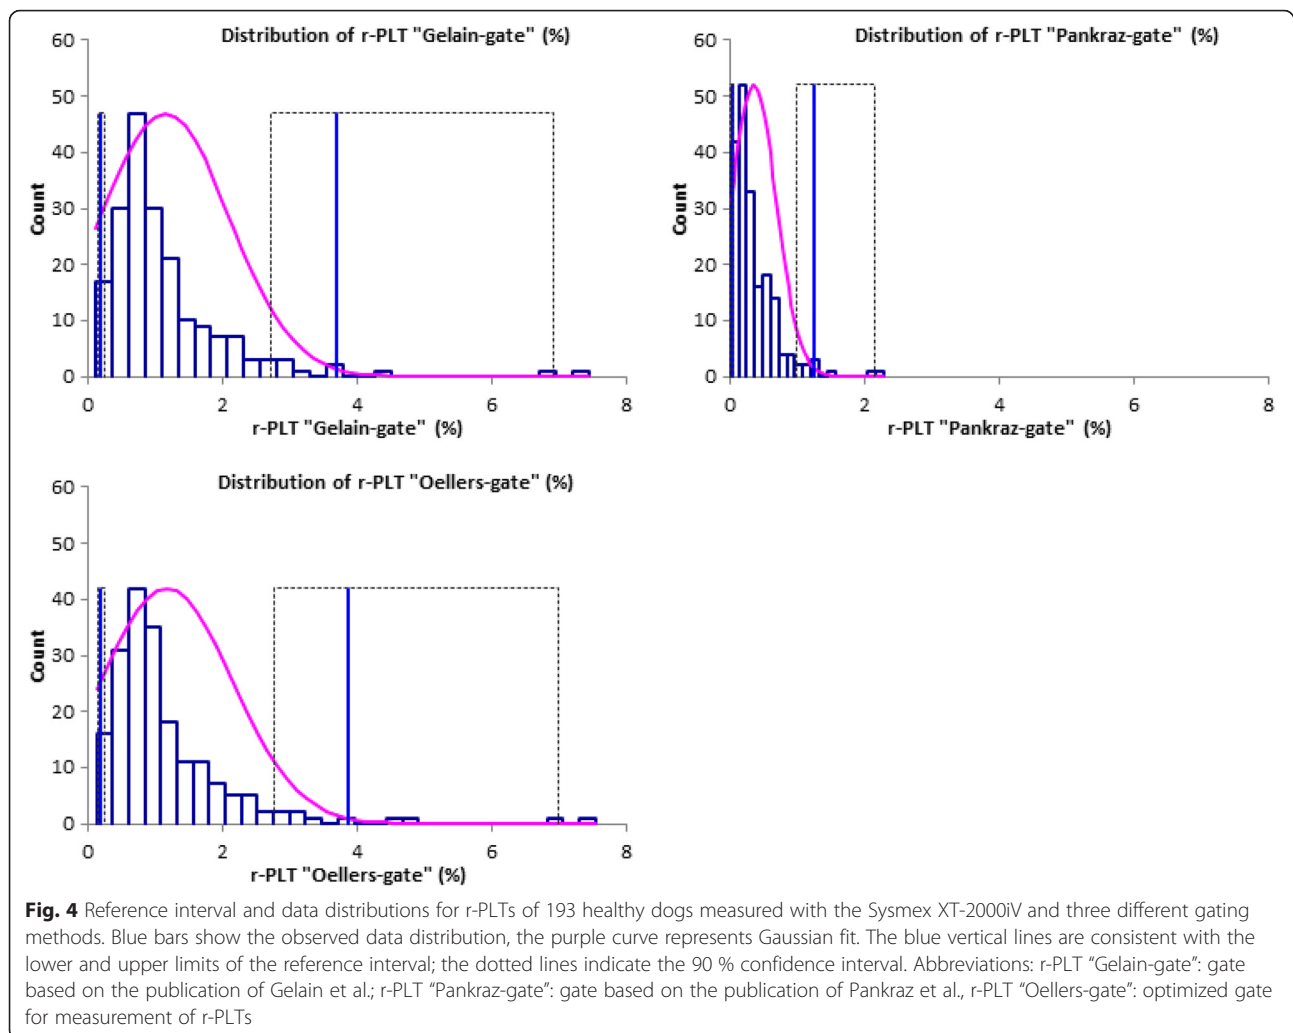 Distribution of r-PLT "Gelain-gate" (%)
60
50
40
30
20
10
0
Count
0 2 4 6 8
r-PLT "Gelain-gate" (%)
Distribution of r-PLT "Pankraz-gate" (%)
60
50
40
30
20
10
0
Count
0 2 4 6 8
r-PLT "Pankraz-gate" (%)
Distribution of r-PLT "Oellers-gate" (%)
60
50
40
30
20
10
0
Count
0 2 4 6 8
r-PLT "Oellers-gate" (%)
Fig. 4 Reference interval and data distributions for r-PLTs of 193 healthy dogs measured with the Sysmex XT-2000iV and three different gating
methods. Blue bars show the observed data distribution, the purple curve represents Gaussian fit. The blue vertical lines are consistent with the
lower and upper limits of the reference interval; the dotted lines indicate the 90 % confidence interval. Abbreviations: r-PLT “Gelain-gate”: gate
based on the publication of Gelain et al.; r-PLT “Pankraz-gate”: gate based on the publication of Pankraz et al., r-PLT “Oellers-gate”: optimized gate
for measurement of r-PLTs